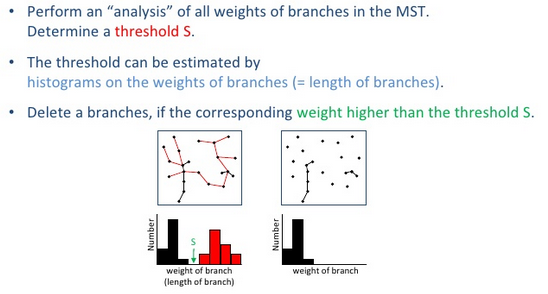 • Perform an “analysis” of all weights of branches in the MST.
Determine a threshold S.
• The threshold can be estimated by
histograms on the weights of branches (= length of branches).
• Delete a branches, if the corresponding weight higher than the threshold S.
Number
S
weight of branch
(length of branch)
Number
weight of branch